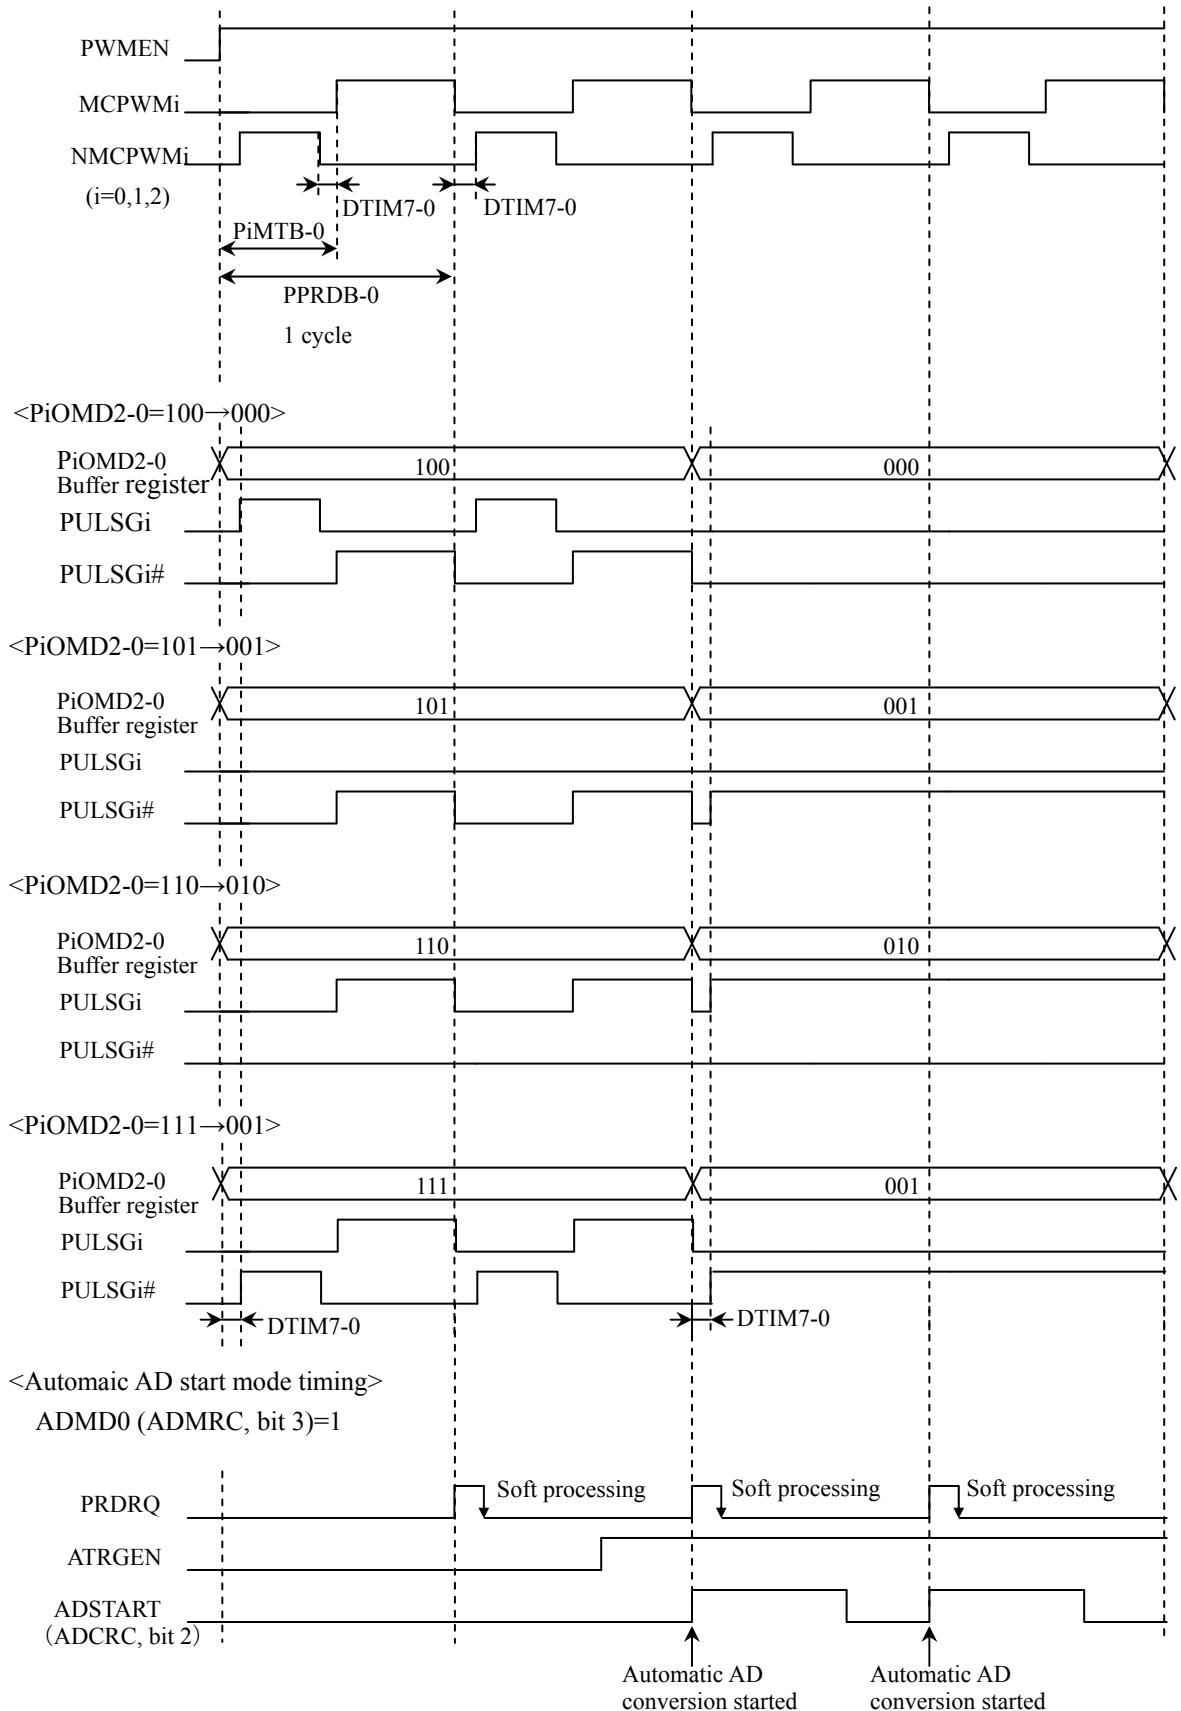 PWMEN
MCPWMi
NMCPWMi
(i=0,1,2)
DTIM7-0
DTIM7-0
PiMTB-0
PPRDB-0
1 cycle
<PiOMD2-0=100→000>
PiOMD2-0
Buffer register
100
000
PULSGi
PULSGi#
<PiOMD2-0=101→001>
PiOMD2-0
Buffer register
101
001
PULSGi
PULSGi#
<PiOMD2-0=110→010>
PiOMD2-0
Buffer register
110
010
PULSGi
PULSGi#
<PiOMD2-0=111→001>
PiOMD2-0
Buffer register
111
001
PULSGi
PULSGi#
DTIM7-0
DTIM7-0
<Automaic AD start mode timing>
ADMD0 (ADMRC, bit 3)=1
PRDRQ
Soft processing
Soft processing
Soft processing
ATRGEN
ADSTART
(ADCRC, bit 2)
Automatic AD
conversion started
Automatic AD
conversion started